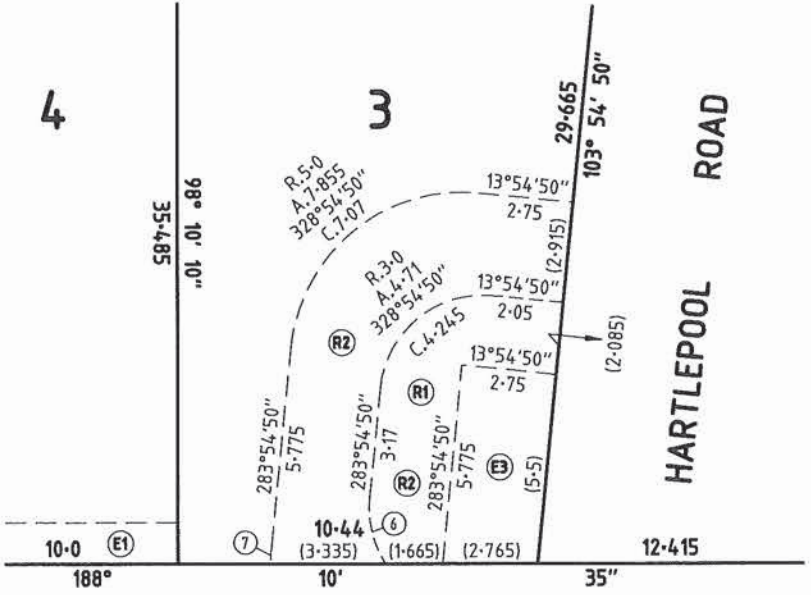 4
3
ROAD
HARTLEPOOL
29·665
103° 54' 50"
35·485
98° 10' 10"
R.5·0
A.7·855
328°54'50"
C.7·07
13°54'50"
2·75
(2·915)
R.3·0
A.4·71
328°54'50"
C.4·245
13°54'50"
2·05
(2·085)
13°54'50"
2·75
R2
R1
283°54'50"
5·775
283°54'50"
3·17
283°54'50"
5·775
E3
(5·5)
R2
10·44
6
7
10·0
E1
(3·335)
(1·665)
(2·765)
12·415
188°
10'
35"